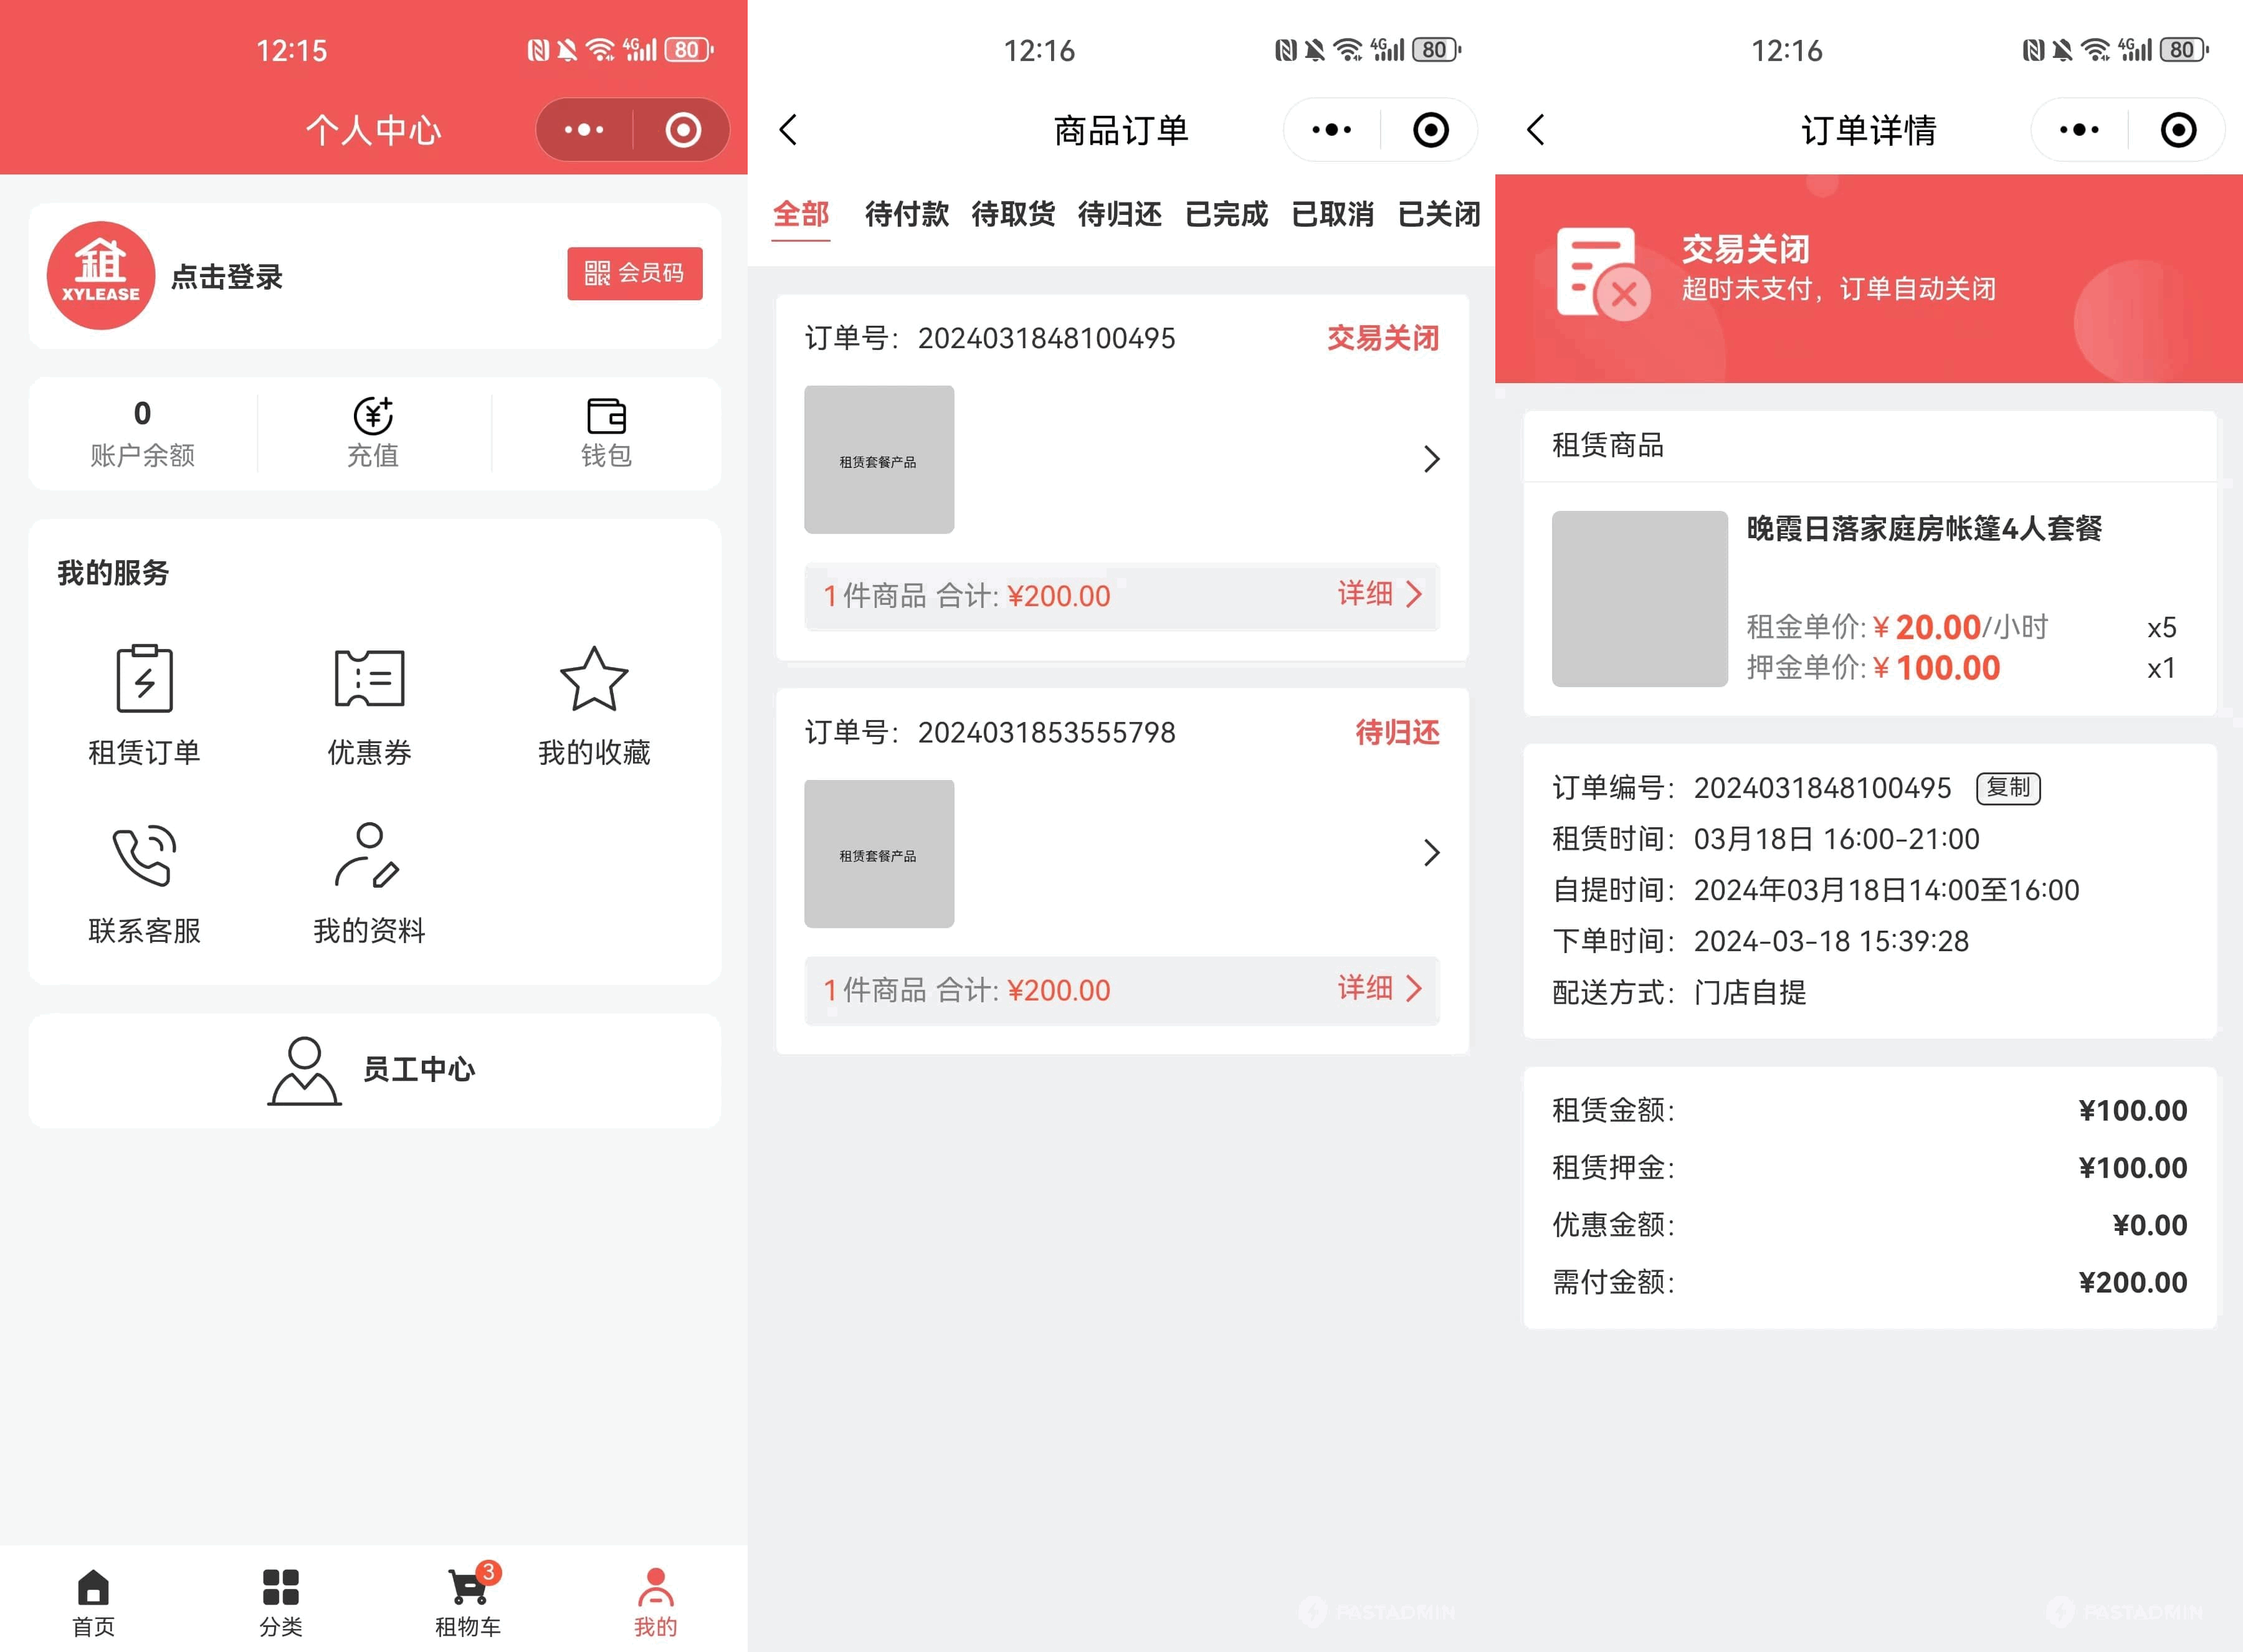 12:15
4G
80
个人中心
租
XYLEASE
点击登录
会员码
0
账户余额
充值
钱包
我的服务
租赁订单
优惠券
我的收藏
联系客服
我的资料
员工中心
首页
分类
3
租物车
我的
12:16
4G
80
商品订单
全部 待付款 待取货 待归还 已完成 已取消 已关闭
订单号：2024031848100495
交易关闭
租赁套餐产品
1件商品 合计: ¥200.00
详细
订单号：2024031853555798
待归还
租赁套餐产品
1件商品 合计: ¥200.00
详细
FASTADMIN
12:16
4G
80
订单详情
交易关闭
超时未支付，订单自动关闭
租赁商品
晚霞日落家庭房帐篷4人套餐
租金单价:￥20.00/小时 x5
押金单价:￥100.00 x1
订单编号：2024031848100495 复制
租赁时间：03月18日 16:00-21:00
自提时间：2024年03月18日14:00至16:00
下单时间：2024-03-18 15:39:28
配送方式：门店自提
租赁金额: ¥100.00
租赁押金: ¥100.00
优惠金额: ¥0.00
需付金额: ¥200.00
FASTADMIN